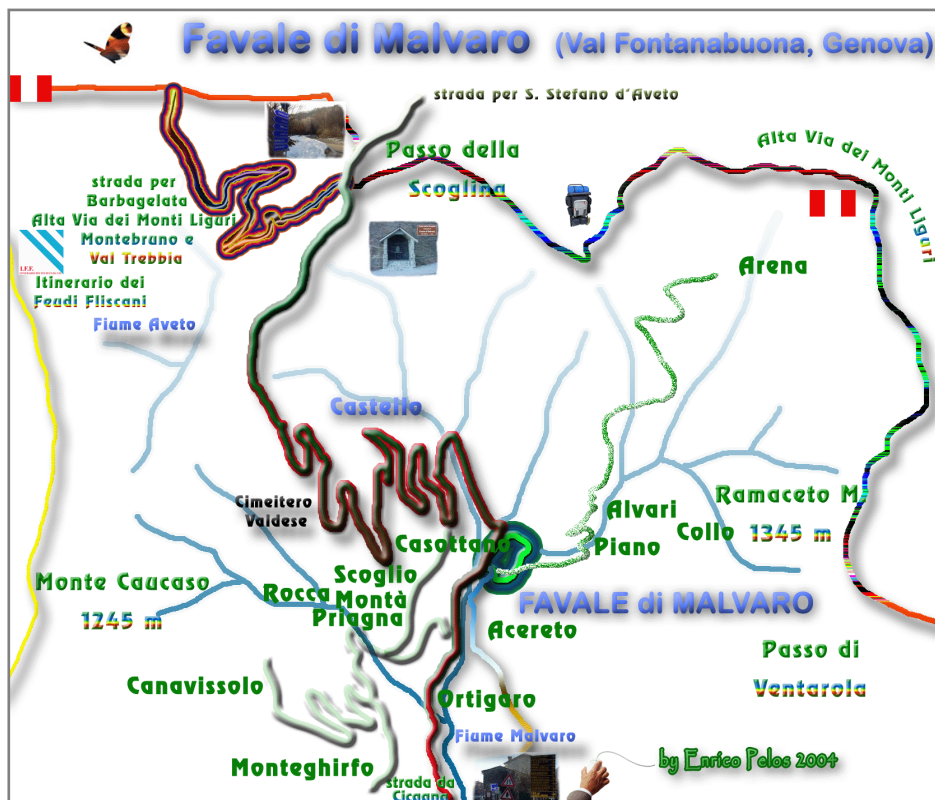 Favale di Malvaro (Val Fontanabuona, Genova)
strada per S. Stefano d'Aveto
Passo della
Scoglina
Alta Via dei Monti Liguri
strada per
Barbagelata
Alta Via dei Monti Liguri
Montebruno e
Val Trebbia
I.F.F.
Itinerario dei
Feudi Fliscani
Fiume Aveto
Arena
Castello
Cimeitero
Valdese
Casottano
Alvari
Piano
Collo
Ramaceto M.
1345 m
Scoglio
Rocca Montà
Priagna
Monte Caucaso
1245 m
FAVALE di MALVARO
Acereto
Passo di
Ventarola
Canavissolo
Ortigaro
Fiume Malvaro
Monteghirfo
strada da
Cicagna
by Enrico Pelos 2004